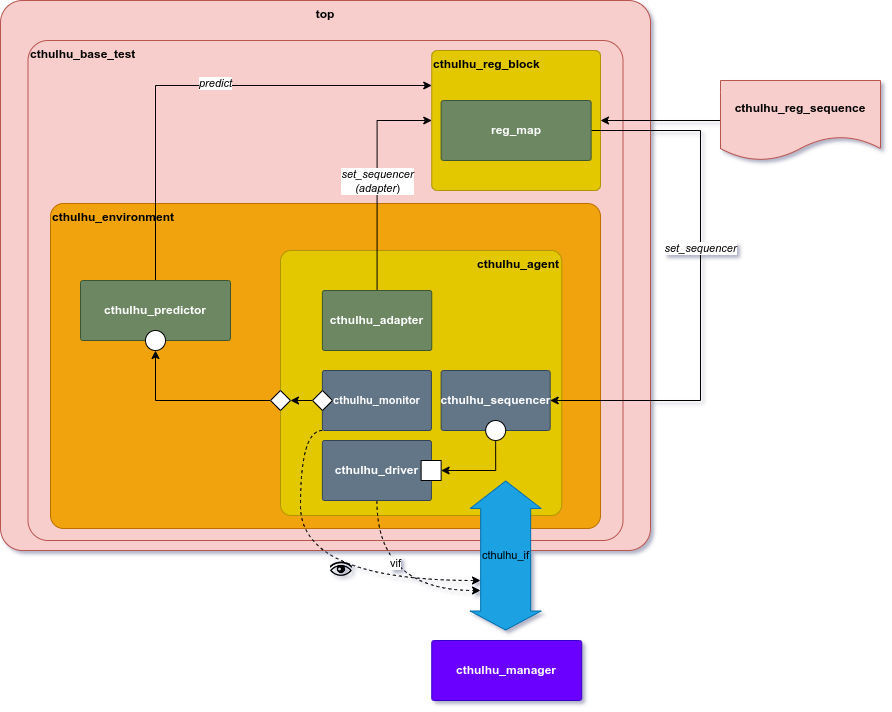 top
cthulhu_base_test
cthulhu_reg_block
predict
cthulhu_reg_sequence
reg_map
set_sequencer
(adapter)
cthulhu_environment
set_sequencer
cthulhu_agent
cthulhu_predictor
cthulhu_adapter
cthulhu_monitor
cthulhu_sequencer
cthulhu_driver
cthulhu_if
vif
cthulhu_manager